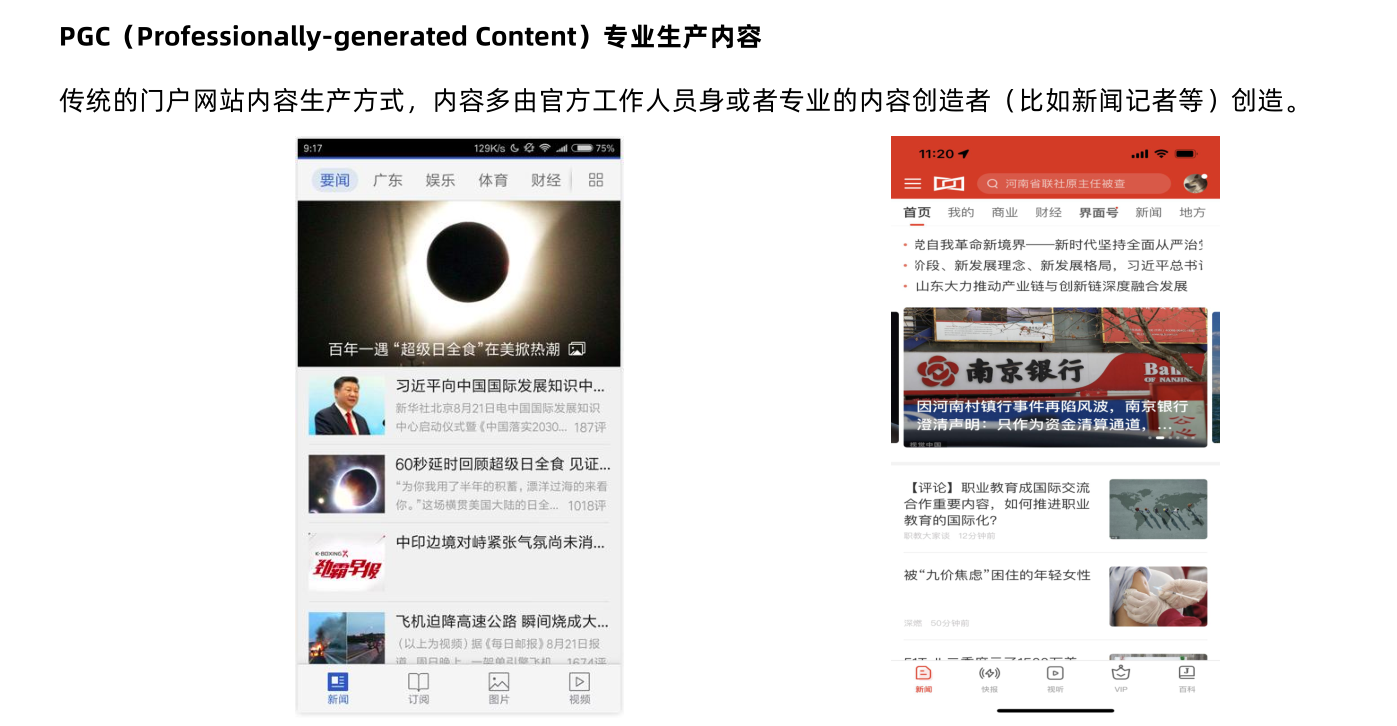 PGC（Professionally-generated Content）专业生产内容
传统的门户网站内容生产方式，内容多由官方工作人员身或者专业的内容创造者（比如新闻记者等）创造。
9:17
129K/s
75%
要闻 广东 娱乐 体育 财经
百年一遇 “超级日全食”在美掀热潮
习近平向中国国际发展知识中...
新华社北京8月21日电中国国际发展知识
中心启动仪式暨《中国落实2030... 187评
60秒延时回顾超级日全食 见证...
“为你我用了半年的积蓄，漂洋过海的来看
你。”这场横贯美国大陆的日全... 1018评
K-BOXING
劲霸早报
中印边境对峙紧张气氛尚未消...
飞机迫降高速公路 瞬间烧成大...
（以上为视频）据《每日邮报》8月21日报
道，周日晚上，一架单引擎飞机 1674评
新闻 订阅 图片 视频
11:20
河南省联社原主任被查
首页 我的 商业 财经 界面号 新闻 地方
党自我革命新境界——新时代坚持全面从严治
阶段、新发展理念、新发展格局，习近平总书
山东大力推动产业链与创新链深度融合发展
南京银行
Bank
OF NANJING
因河南村镇行事件再陷风波，南京银行
澄清声明：只作为资金清算通道，...
视觉中国
【评论】职业教育成国际交流
合作重要内容，如何推进职业
教育的国际化?
职教大家谈 12分钟前
被“九价焦虑”困住的年轻女性
深燃 50分钟前
新闻 快报 视听 VIP 百科